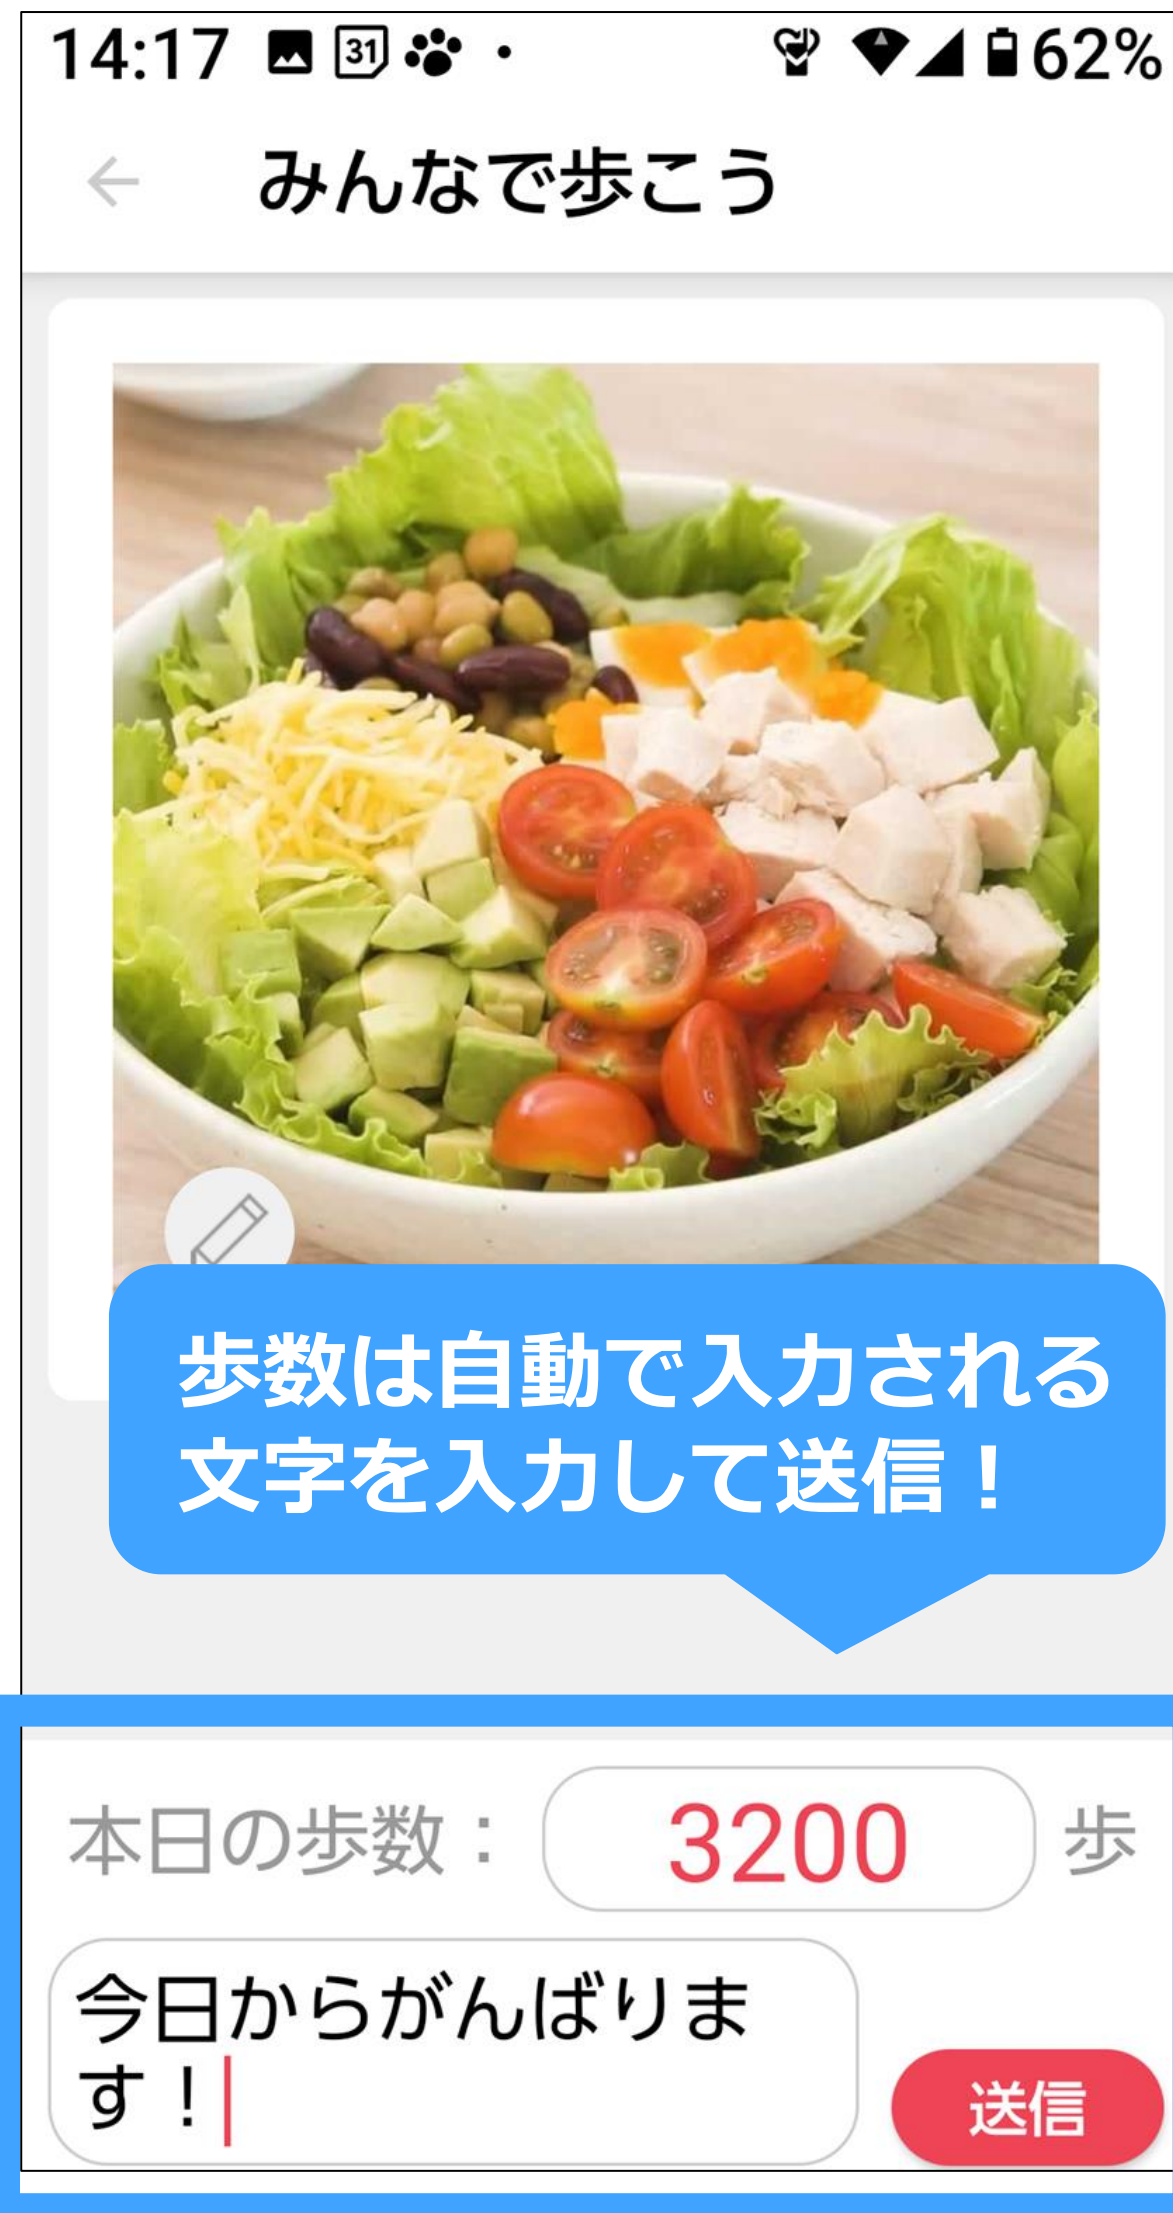 14:17 31 62%
みんなで歩こう
歩数は自動で入力される
文字を入力して送信！
本日の歩数： 3200 歩
今日からがんばりま
す！
送信